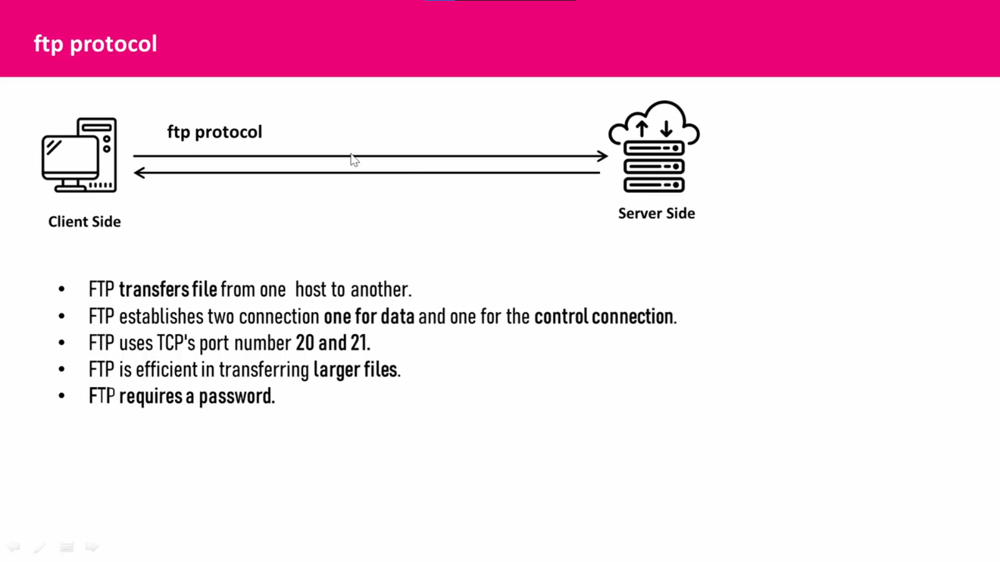 ftp protocol
ftp protocol
Client Side
Server Side
• FTP transfers file from one host to another.
• FTP establishes two connection one for data and one for the control connection.
• FTP uses TCP's port number 20 and 21.
• FTP is efficient in transferring larger files.
• FTP requires a password.